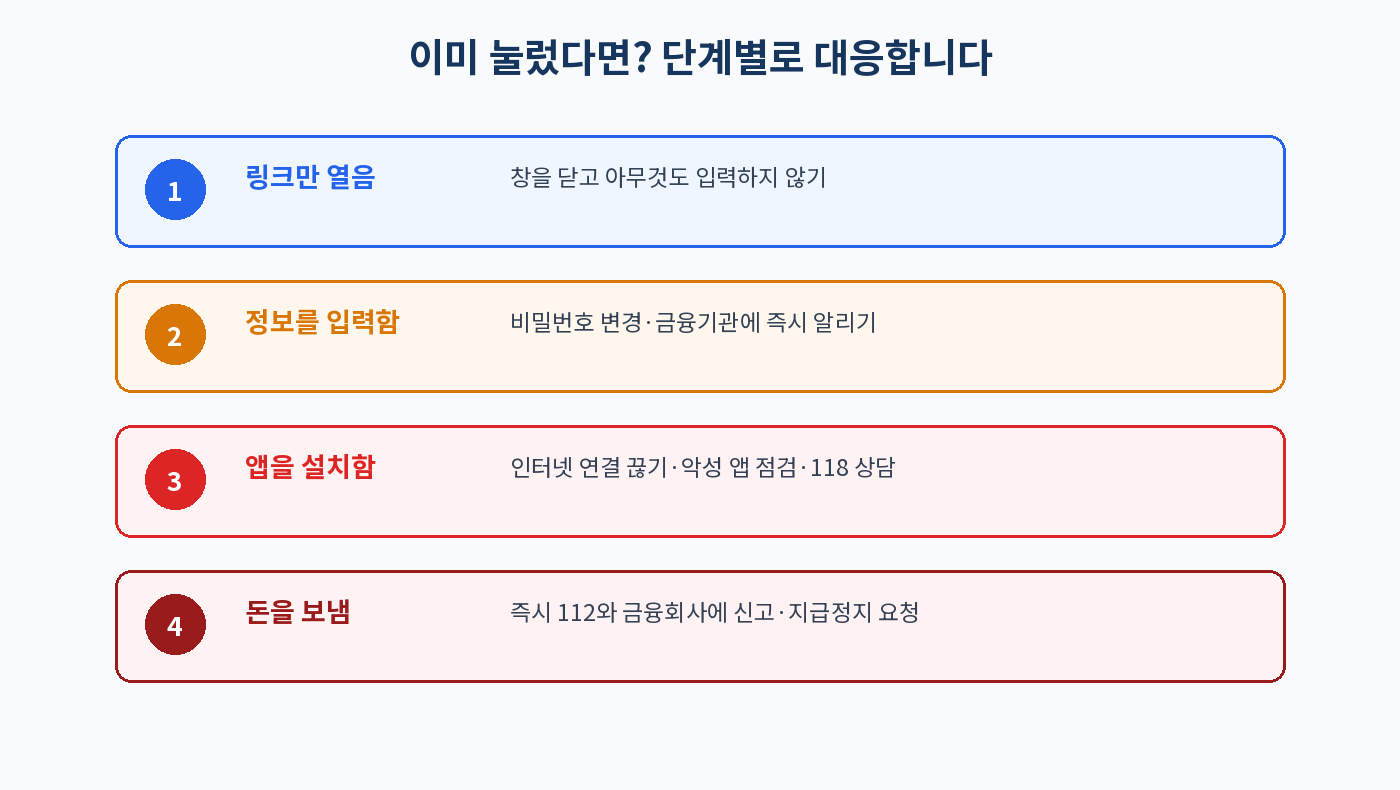 이미 눌렀다면? 단계별로 대응합니다
1 링크만 열음 창을 닫고 아무것도 입력하지 않기
2 정보를 입력함 비밀번호 변경·금융기관에 즉시 알리기
3 앱을 설치함 인터넷 연결 끊기·악성 앱 점검·118 상담
4 돈을 보냄 즉시 112와 금융회사에 신고·지급정지 요청